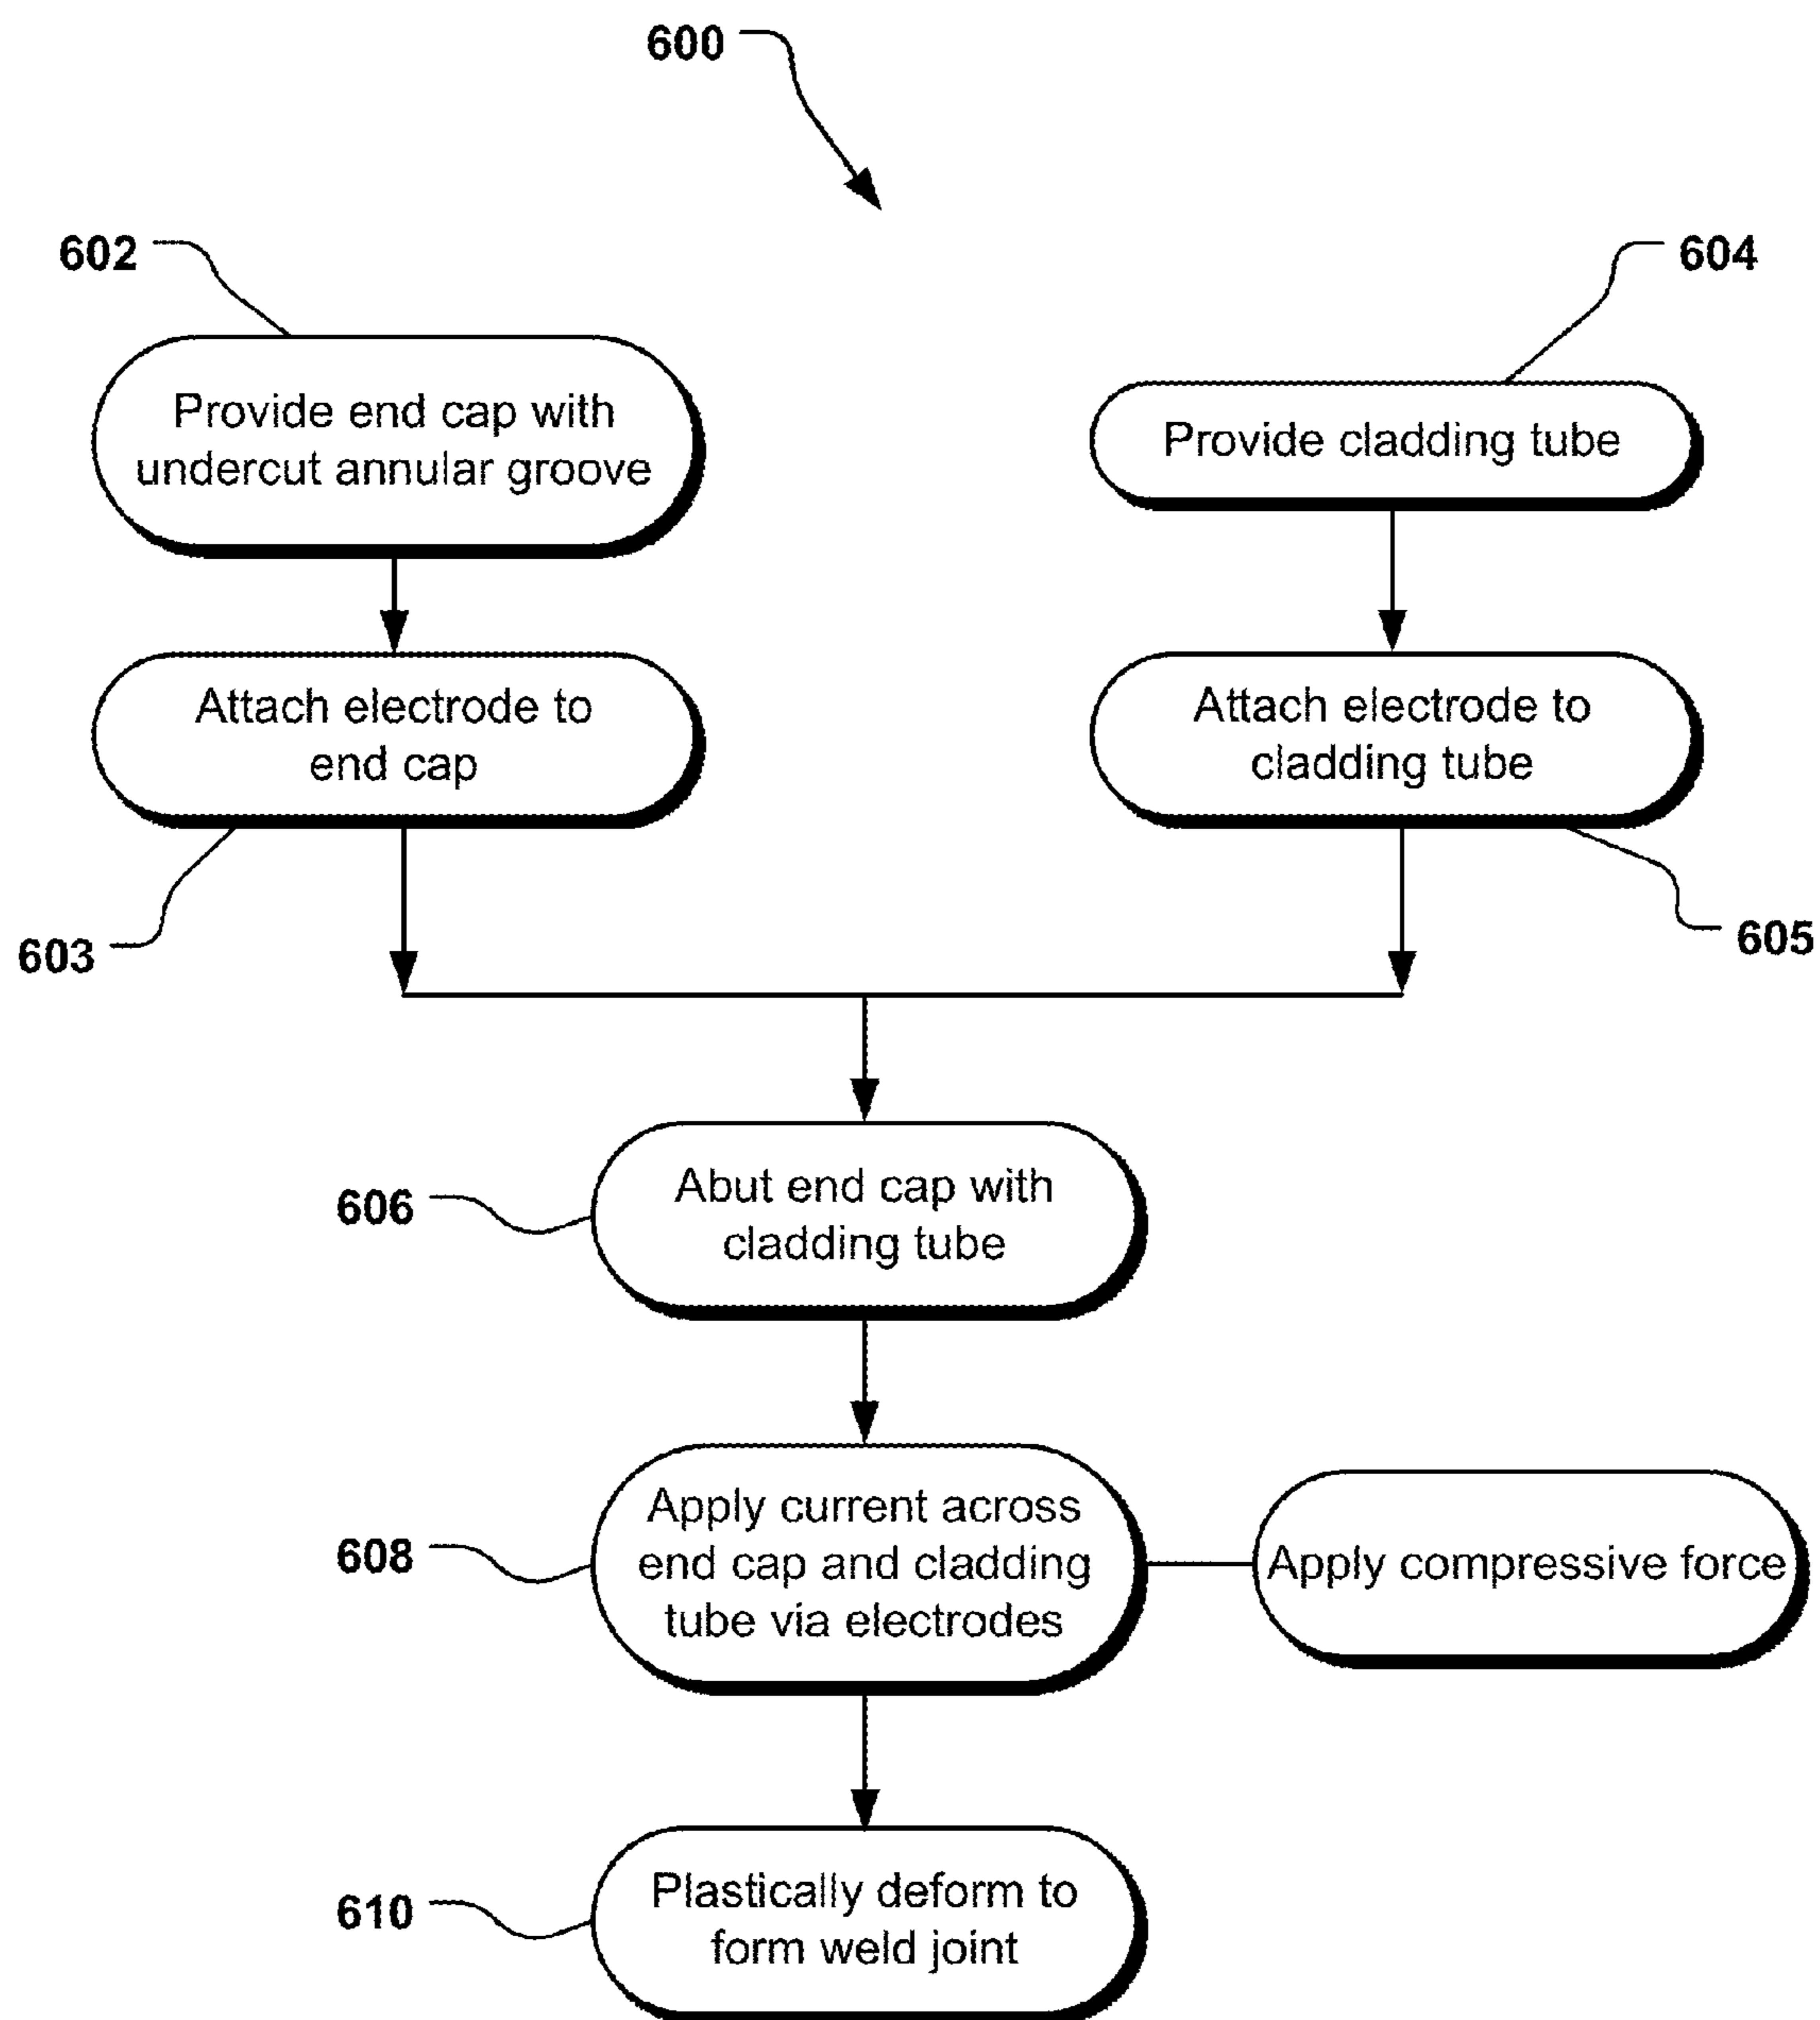 600
602
604
Provide end cap with
undercut annular groove
Provide cladding tube
Attach electrode to
end cap
Attach electrode to
cladding tube
603
605
Abut end cap with
cladding tube
606
Apply current across
end cap and cladding
tube via electrodes
608
Apply compressive force
Plastically deform to
form weld joint
610